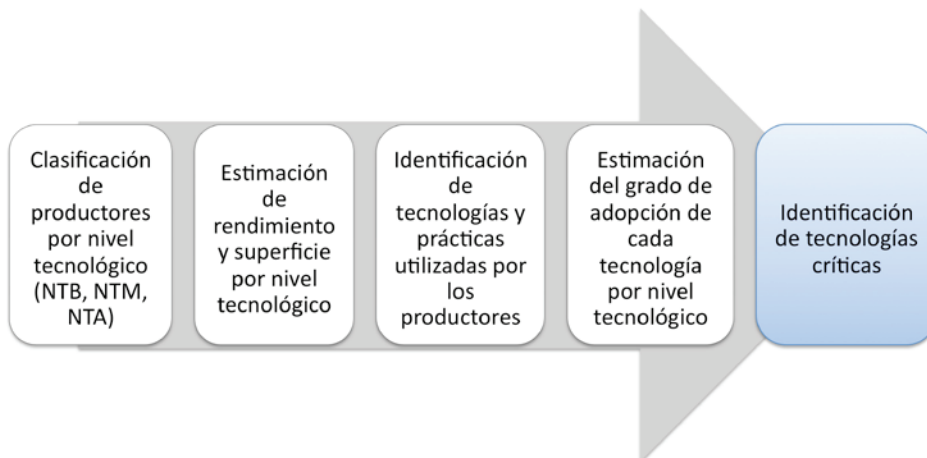 Clasificación
de
productores
por nivel
tecnológico
(NTB, NTM,
NTA)
Estimación
de
rendimiento
y superficie
por nivel
tecnológico
Identificación
de
tecnologías y
prácticas
utilizadas por
los
productores
Estimación
del grado de
adopción de
cada
tecnología
por nivel
tecnológico
Identificación
de tecnologías
críticas